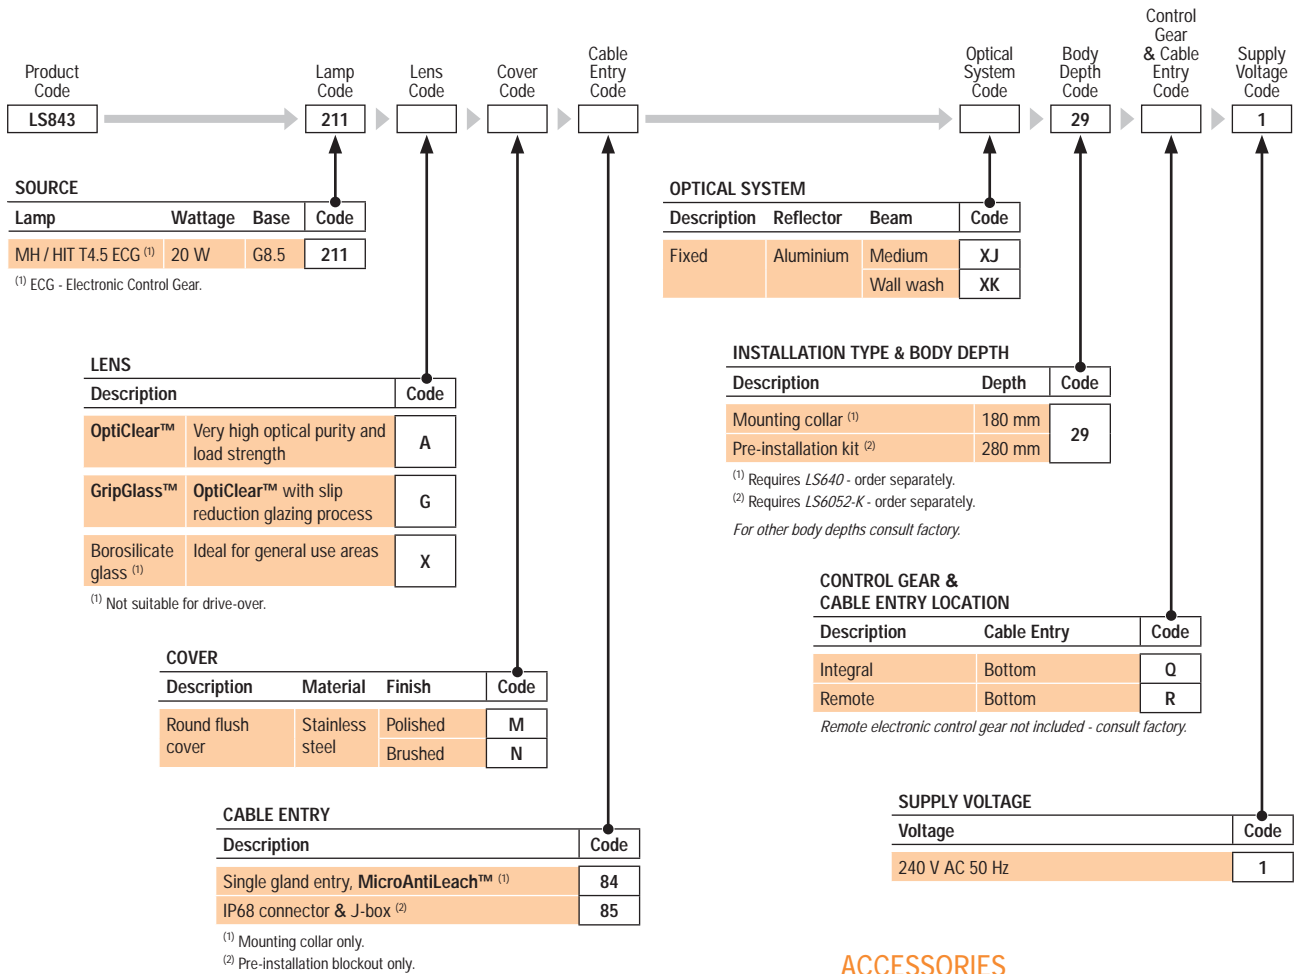 Product Code
Lamp Code
Lens Code
Cover Code
Cable Entry Code
Optical System Code
Body Depth Code
Control Gear & Cable Entry Code
Supply Voltage Code
LS843 211 29 1
SOURCE
Lamp Wattage Base Code
MH / HIT T4.5 ECG (1) 20 W G8.5 211
(1) ECG - Electronic Control Gear.
OPTICAL SYSTEM
Description Reflector Beam Code
Fixed Aluminium Medium XJ
Wall wash XK
LENS
Description Code
OptiClear™ Very high optical purity and load strength A
GripGlass™ OptiClear™ with slip reduction glazing process G
Borosilicate glass (1) Ideal for general use areas X
(1) Not suitable for drive-over.
INSTALLATION TYPE & BODY DEPTH
Description Depth Code
Mounting collar (1) 180 mm 29
Pre-installation kit (2) 280 mm
(1) Requires LS640 - order separately.
(2) Requires LS6052-K - order separately.
For other body depths consult factory.
CONTROL GEAR &
CABLE ENTRY LOCATION
Description Cable Entry Code
Integral Bottom Q
Remote Bottom R
Remote electronic control gear not included - consult factory.
COVER
Description Material Finish Code
Round flush cover Stainless steel Polished M
Brushed N
SUPPLY VOLTAGE
Voltage Code
240 V AC 50 Hz 1
CABLE ENTRY
Description Code
Single gland entry, MicroAntiLeach™ (1) 84
IP68 connector & J-box (2) 85
(1) Mounting collar only.
(2) Pre-installation blockout only.
ACCESSORIES